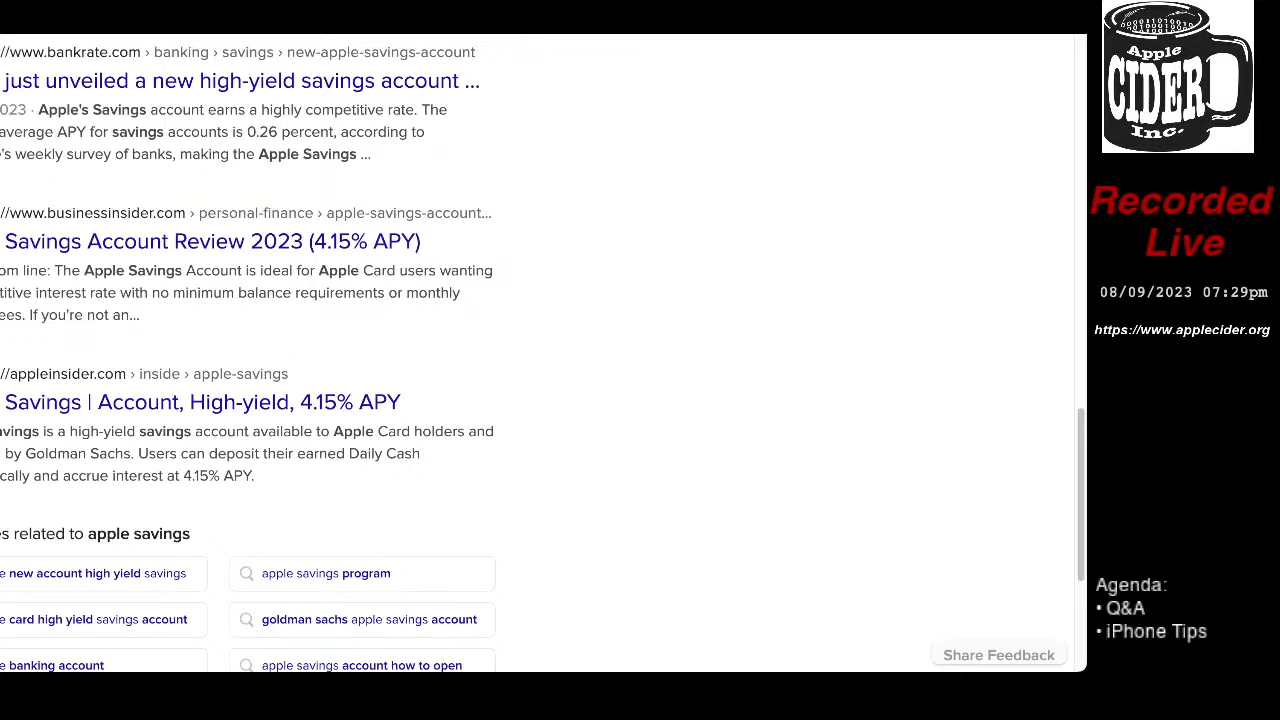 //www.bankrate.com › banking › savings › new-apple-savings-account
just unveiled a new high-yield savings account ...
023 · Apple's Savings account earns a highly competitive rate. The
average APY for savings accounts is 0.26 percent, according to
's weekly survey of banks, making the Apple Savings ...
//www.businessinsider.com › personal-finance › apple-savings-account...
Savings Account Review 2023 (4.15% APY)
om line: The Apple Savings Account is ideal for Apple Card users wanting
titive interest rate with no minimum balance requirements or monthly
ees. If you're not an...
//appleinsider.com › inside › apple-savings
Savings | Account, High-yield, 4.15% APY
vings is a high-yield savings account available to Apple Card holders and
by Goldman Sachs. Users can deposit their earned Daily Cash
cally and accrue interest at 4.15% APY.
s related to apple savings
e new account high yield savings
apple savings program
e card high yield savings account
goldman sachs apple savings account
e banking account
apple savings account how to open
Share Feedback
Apple
CIDER
Inc.
Recorded
Live
08/09/2023 07:29pm
https://www.applecider.org
Agenda:
• Q&A
• iPhone Tips